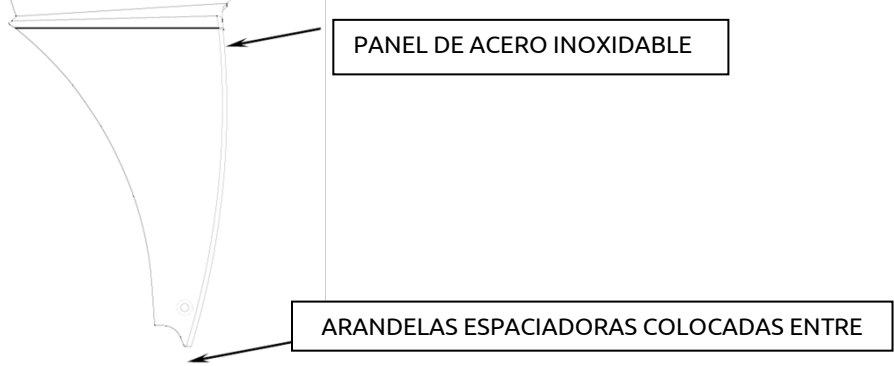 PANEL DE ACERO INOXIDABLE
ARANDELAS ESPACIADORAS COLOCADAS ENTRE